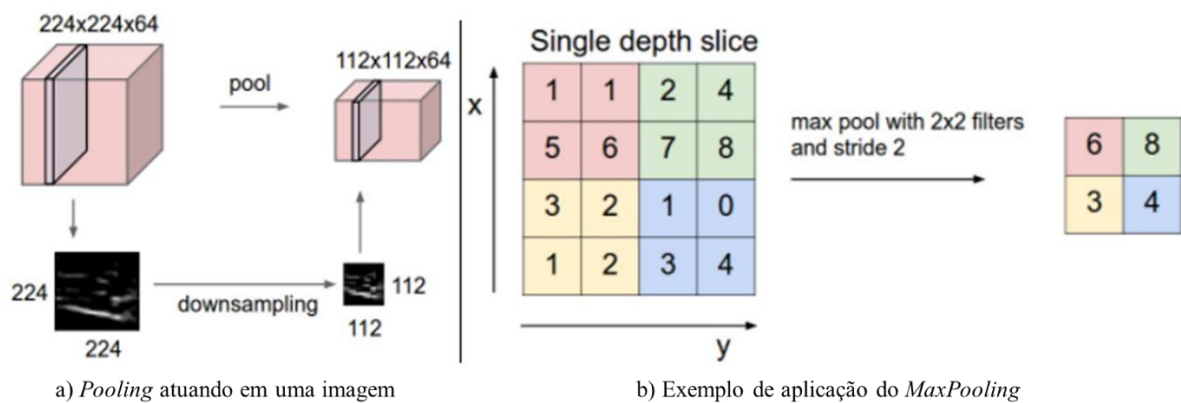 224x224x64
pool
112x112x64
224
224
downsampling
112
112
a) Pooling atuando em uma imagem
Single depth slice
x
1 1 2 4
5 6 7 8
3 2 1 0
1 2 3 4
y
max pool with 2x2 filters
and stride 2
6 8
3 4
b) Exemplo de aplicação do MaxPooling